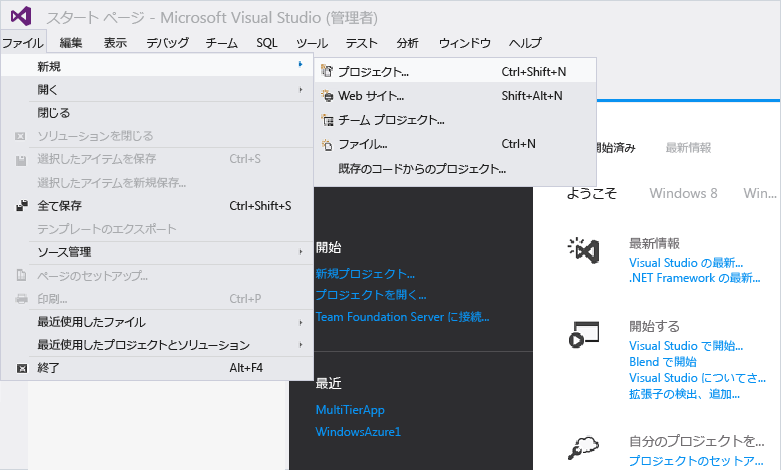 スタート ページ - Microsoft Visual Studio (管理者)
ファイル 編集 表示 デバッグ チーム SQL ツール テスト 分析 ウィンドウ ヘルプ
新規
開く
閉じる
ソリューションを閉じる
選択したアイテムを保存 Ctrl+S
選択したアイテムを新規保存...
全て保存 Ctrl+Shift+S
テンプレートのエクスポート
ソース管理
ページのセットアップ...
印刷... Ctrl+P
最近使用したファイル
最近使用したプロジェクトとソリューション
終了 Alt+F4
プロジェクト... Ctrl+Shift+N
Web サイト... Shift+Alt+N
チーム プロジェクト...
ファイル... Ctrl+N
既存のコードからのプロジェクト...
開始
新規プロジェクト...
プロジェクトを開く...
Team Foundation Server に接続...
最近
MultiTierApp
WindowsAzure1
開始済み 最新情報
ようこそ Windows 8 Win...
最新情報
Visual Studio の最新...
.NET Framework の最新...
開始する
Visual Studio で開始...
Blend で開始
Visual Studio についてさ...
拡張子の検出、追加...
自分のプロジェクトを...
プロジェクトのセットア...